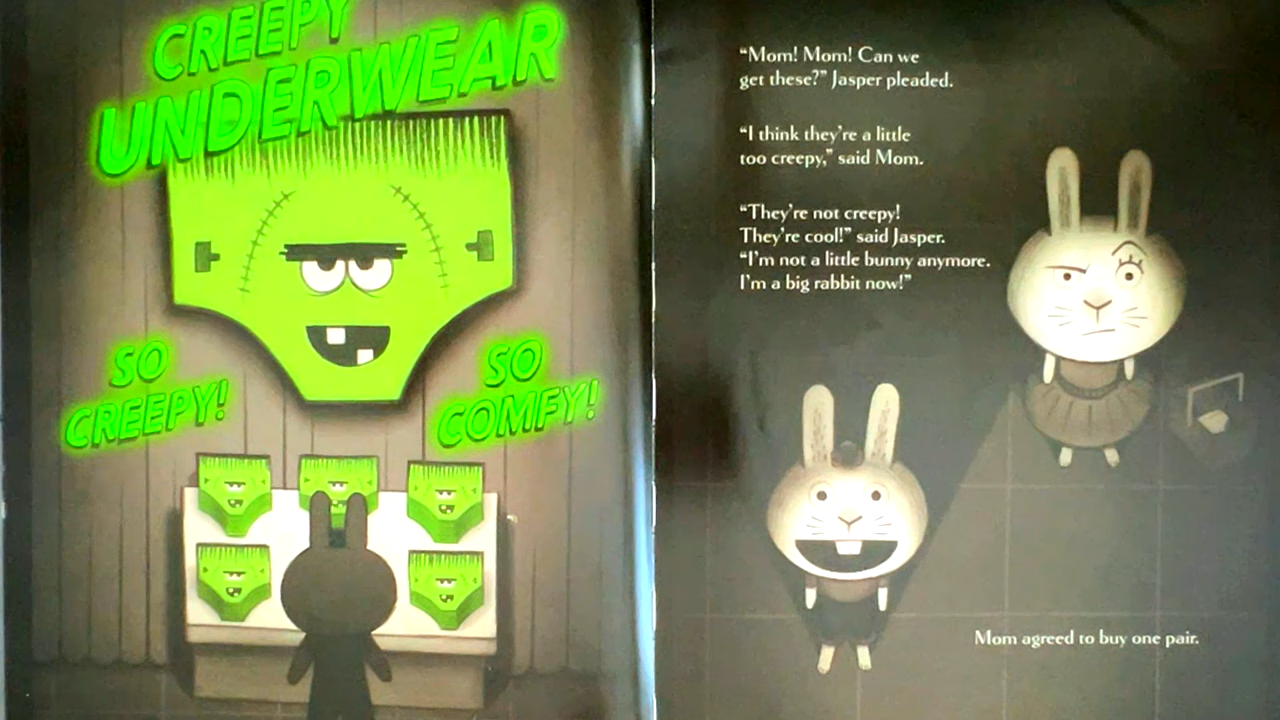 CREEPY
UNDERWEAR
SO
CREEPY!
SO
COMFY!
“Mom! Mom! Can we
get these?” Jasper pleaded.
“I think they’re a little
too creepy,” said Mom.
“They’re not creepy!
They’re cool!” said Jasper.
“I’m not a little bunny anymore.
I’m a big rabbit now!”
Mom agreed to buy one pair.